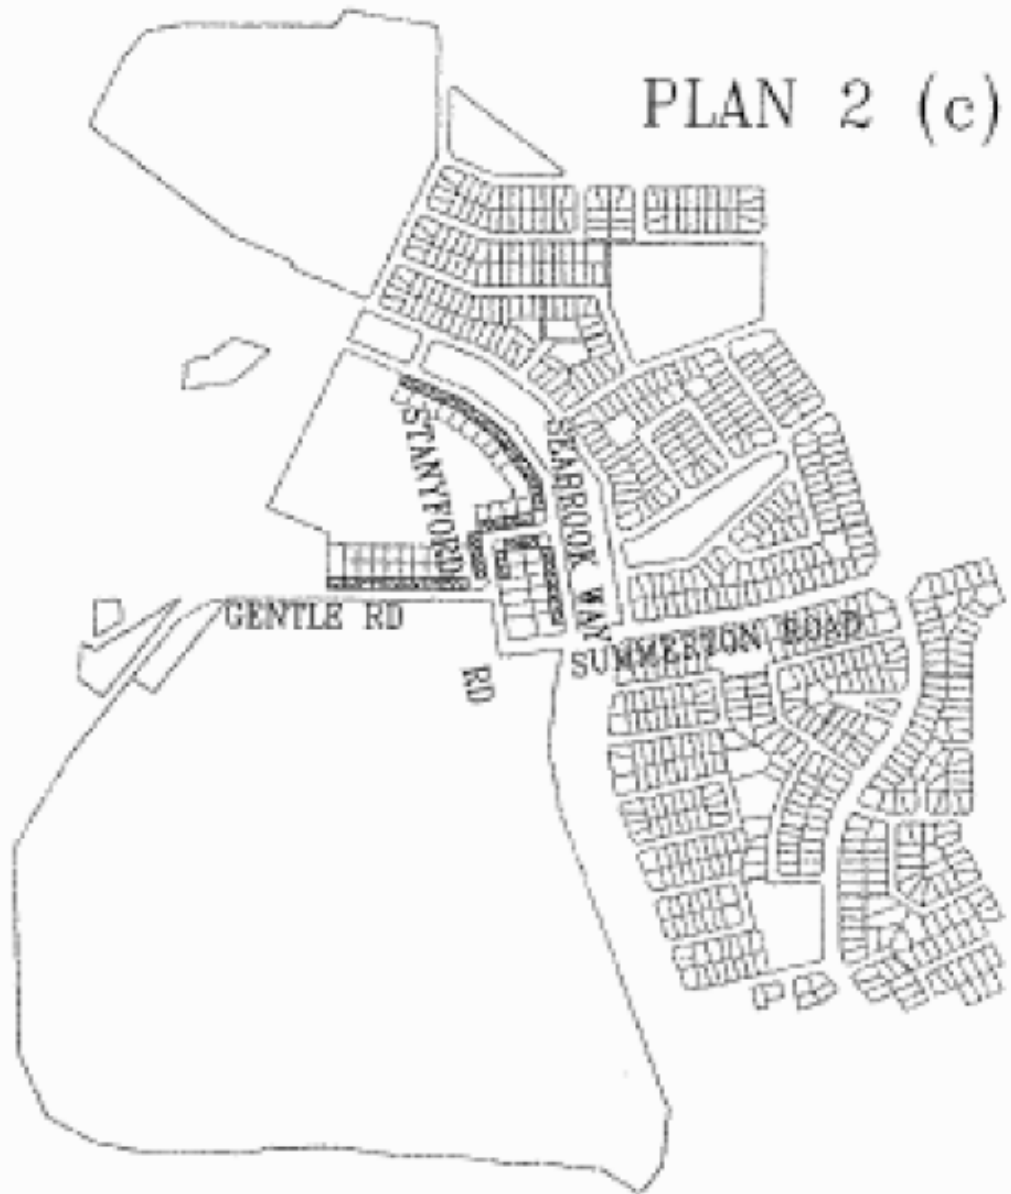 PLAN 2 (c)
STANYFORD
SEABROOK WAY
GENTLE RD
SUMMERTON ROAD
RD